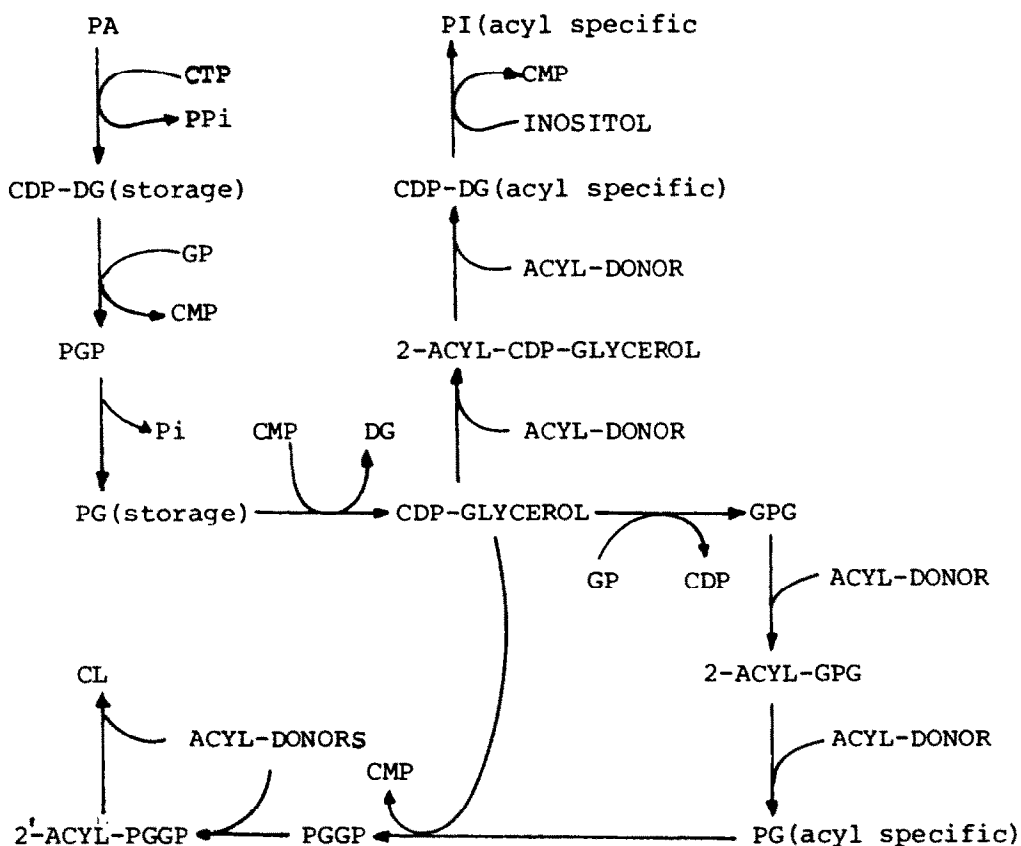 PA
PI(acyl specific
CTP
PPi
CMP
INOSITOL
CDP-DG(storage)
CDP-DG(acyl specific)
GP
CMP
ACYL-DONOR
PGP
2-ACYL-CDP-GLYCEROL
Pi
CMP
DG
ACYL-DONOR
PG(storage)
CDP-GLYCEROL
GPG
GP
CDP
ACYL-DONOR
CL
2-ACYL-GPG
ACYL-DONORS
ACYL-DONOR
CMP
2'-ACYL-PGGP
PGGP
PG(acyl specific)